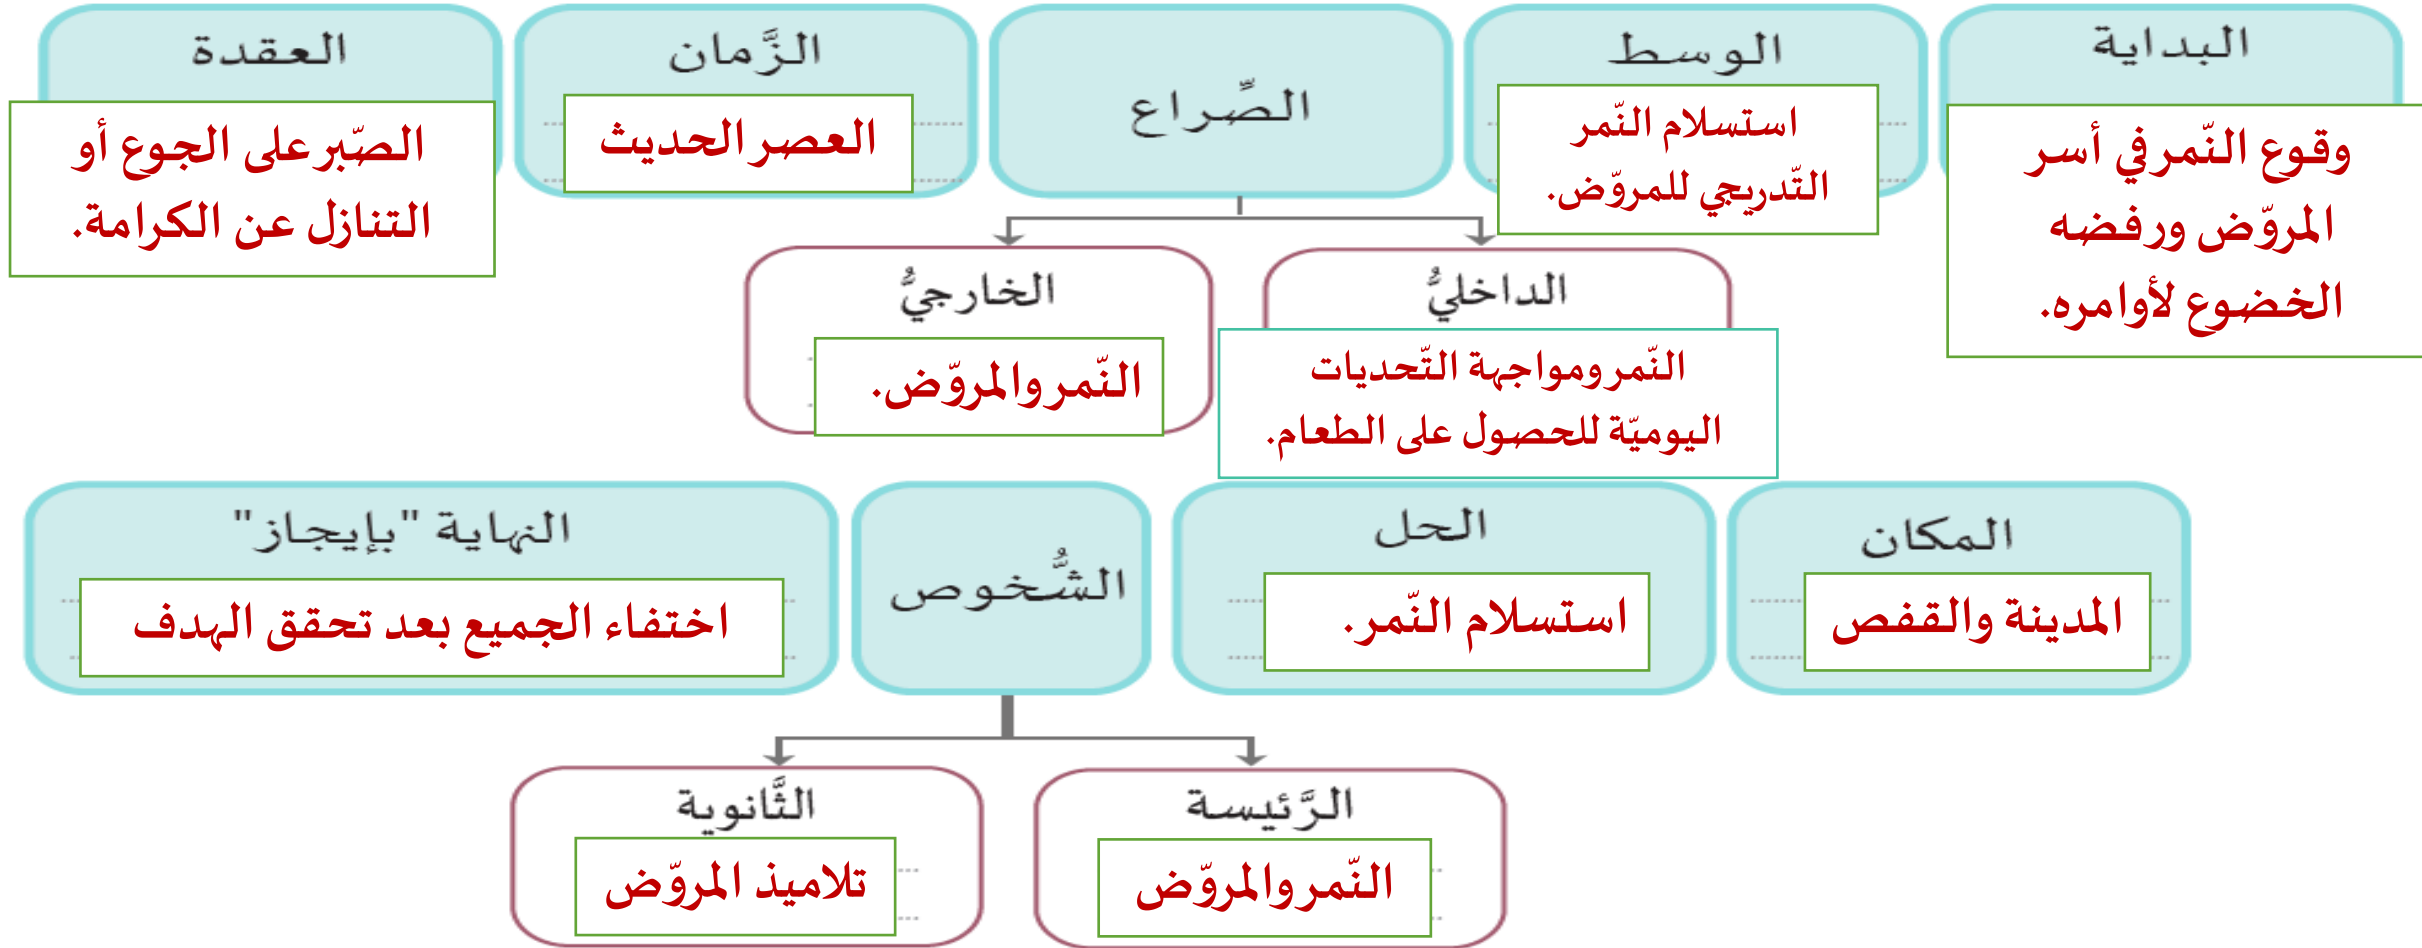 البداية
وقوع النّمر في أسر
المروّض ورفضه
الخضوع لأوامره.
الوسط
استسلام النّمر
التّدريجي للمروّض.
الصِّراع
الداخليُّ
النّمر ومواجهة التّحديات
اليوميّة للحصول على الطعام.
الخارجيُّ
النّمر والمروّض.
الزَّمان
العصر الحديث
العقدة
الصّبر على الجوع أو
التنازل عن الكرامة.
المكان
المدينة والقفص
الحل
استسلام النّمر.
الشُّخوص
الرَّئيسة
النّمر والمروّض
الثَّانوية
تلاميذ المروّض
النهاية "بإيجاز"
اختفاء الجميع بعد تحقق الهدف